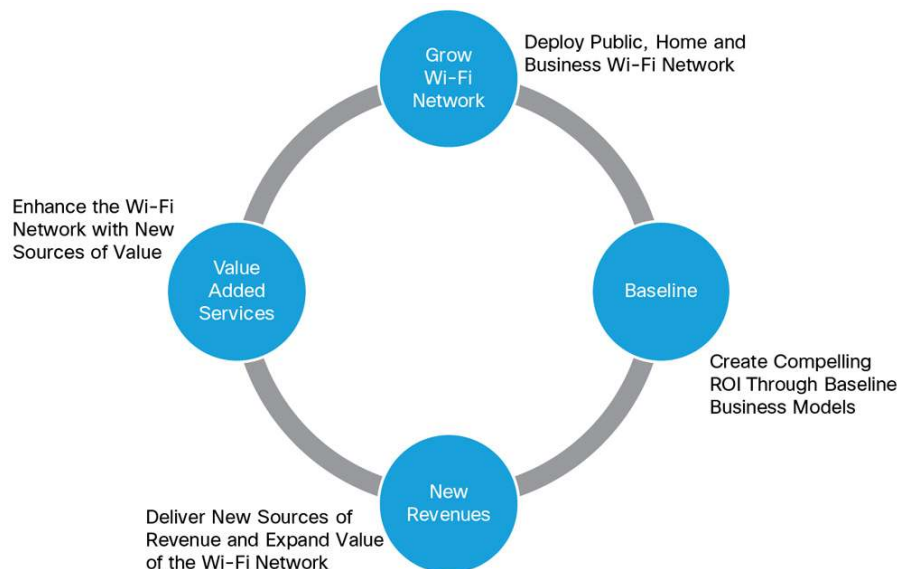 Grow
Wi-Fi
Network
Deploy Public, Home and
Business Wi-Fi Network
Enhance the Wi-Fi
Network with New
Sources of Value
Value
Added
Services
Baseline
Create Compelling
ROI Through Baseline
Business Models
New
Revenues
Deliver New Sources of
Revenue and Expand Value
of the Wi-Fi Network